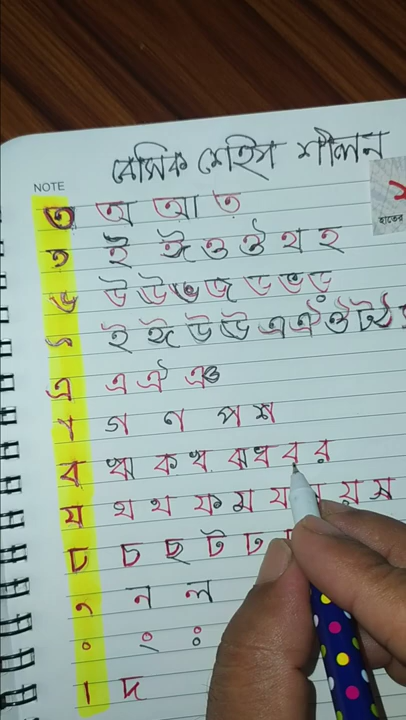 বেসিক শেইপ শীলন
NOTE
হাতের
ত অ আ ত
ই ঈ ও ঔ থ হ
ড উ ঊ জ ড ভ ড়
ই ঈ উ ঊ এ ঐ ঔ ট ঠ
এ এ ঐ ঞ
গ ণ প শ
ব ঋ ক খ ঝ ধ ব র
য ঘ থ ফ ম য য় ষ
ঢ চ ছ ট ঢ
ন ল
ঃ ং ঃ
া দ